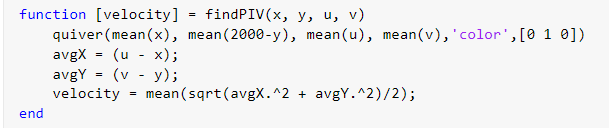 function [velocity] = findPIV(x, y, u, v)
    quiver(mean(x), mean(2000-y), mean(u), mean(v),'color',[0 1 0])
    avgX = (u - x);
    avgY = (v - y);
    velocity = mean(sqrt(avgX.^2 + avgY.^2)/2);
end